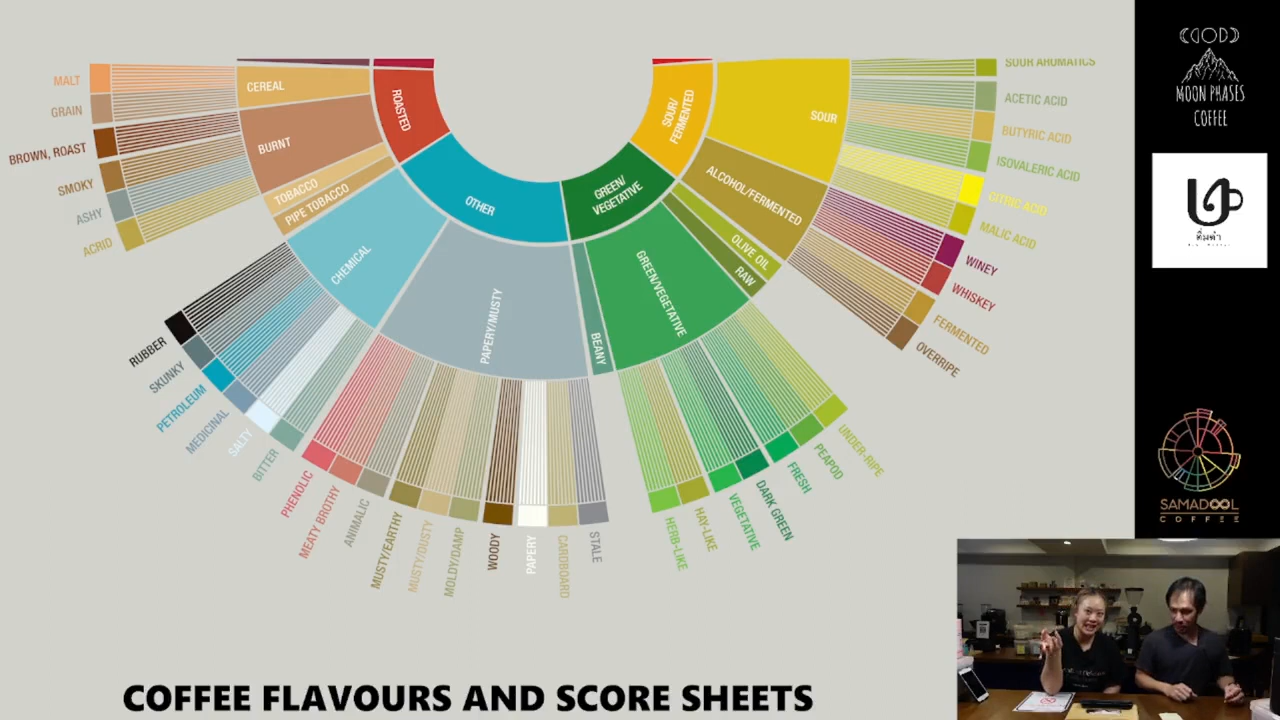 MALT
GRAIN
BROWN, ROAST
SMOKY
ASHY
ACRID
CEREAL
BURNT
TOBACCO
PIPE TOBACCO
ROASTED
OTHER
CHEMICAL
PAPERY/MUSTY
RUBBER
SKUNKY
PETROLEUM
MEDICINAL
SALTY
BITTER
PHENOLIC
MEATY BROTHY
ANIMALIC
MUSTY/EARTHY
MUSTY/DUSTY
MOLDY/DAMP
WOODY
PAPERY
CARDBOARD
STALE
GREEN/
VEGETATIVE
BEANY
GREEN/VEGETATIVE
RAW
OLIVE OIL
HERB-LIKE
HAY-LIKE
VEGETATIVE
DARK GREEN
FRESH
PEAPOD
UNDER-RIPE
SOUR/
FERMENTED
SOUR
ALCOHOL/FERMENTED
SOUR AROMATICS
ACETIC ACID
BUTYRIC ACID
ISOVALERIC ACID
CITRIC ACID
MALIC ACID
WINEY
WHISKEY
FERMENTED
OVERRIPE
COFFEE FLAVOURS AND SCORE SHEETS
MOON PHASES
COFFEE
ดื่มด่ำ
SAMADOOL
COFFEE